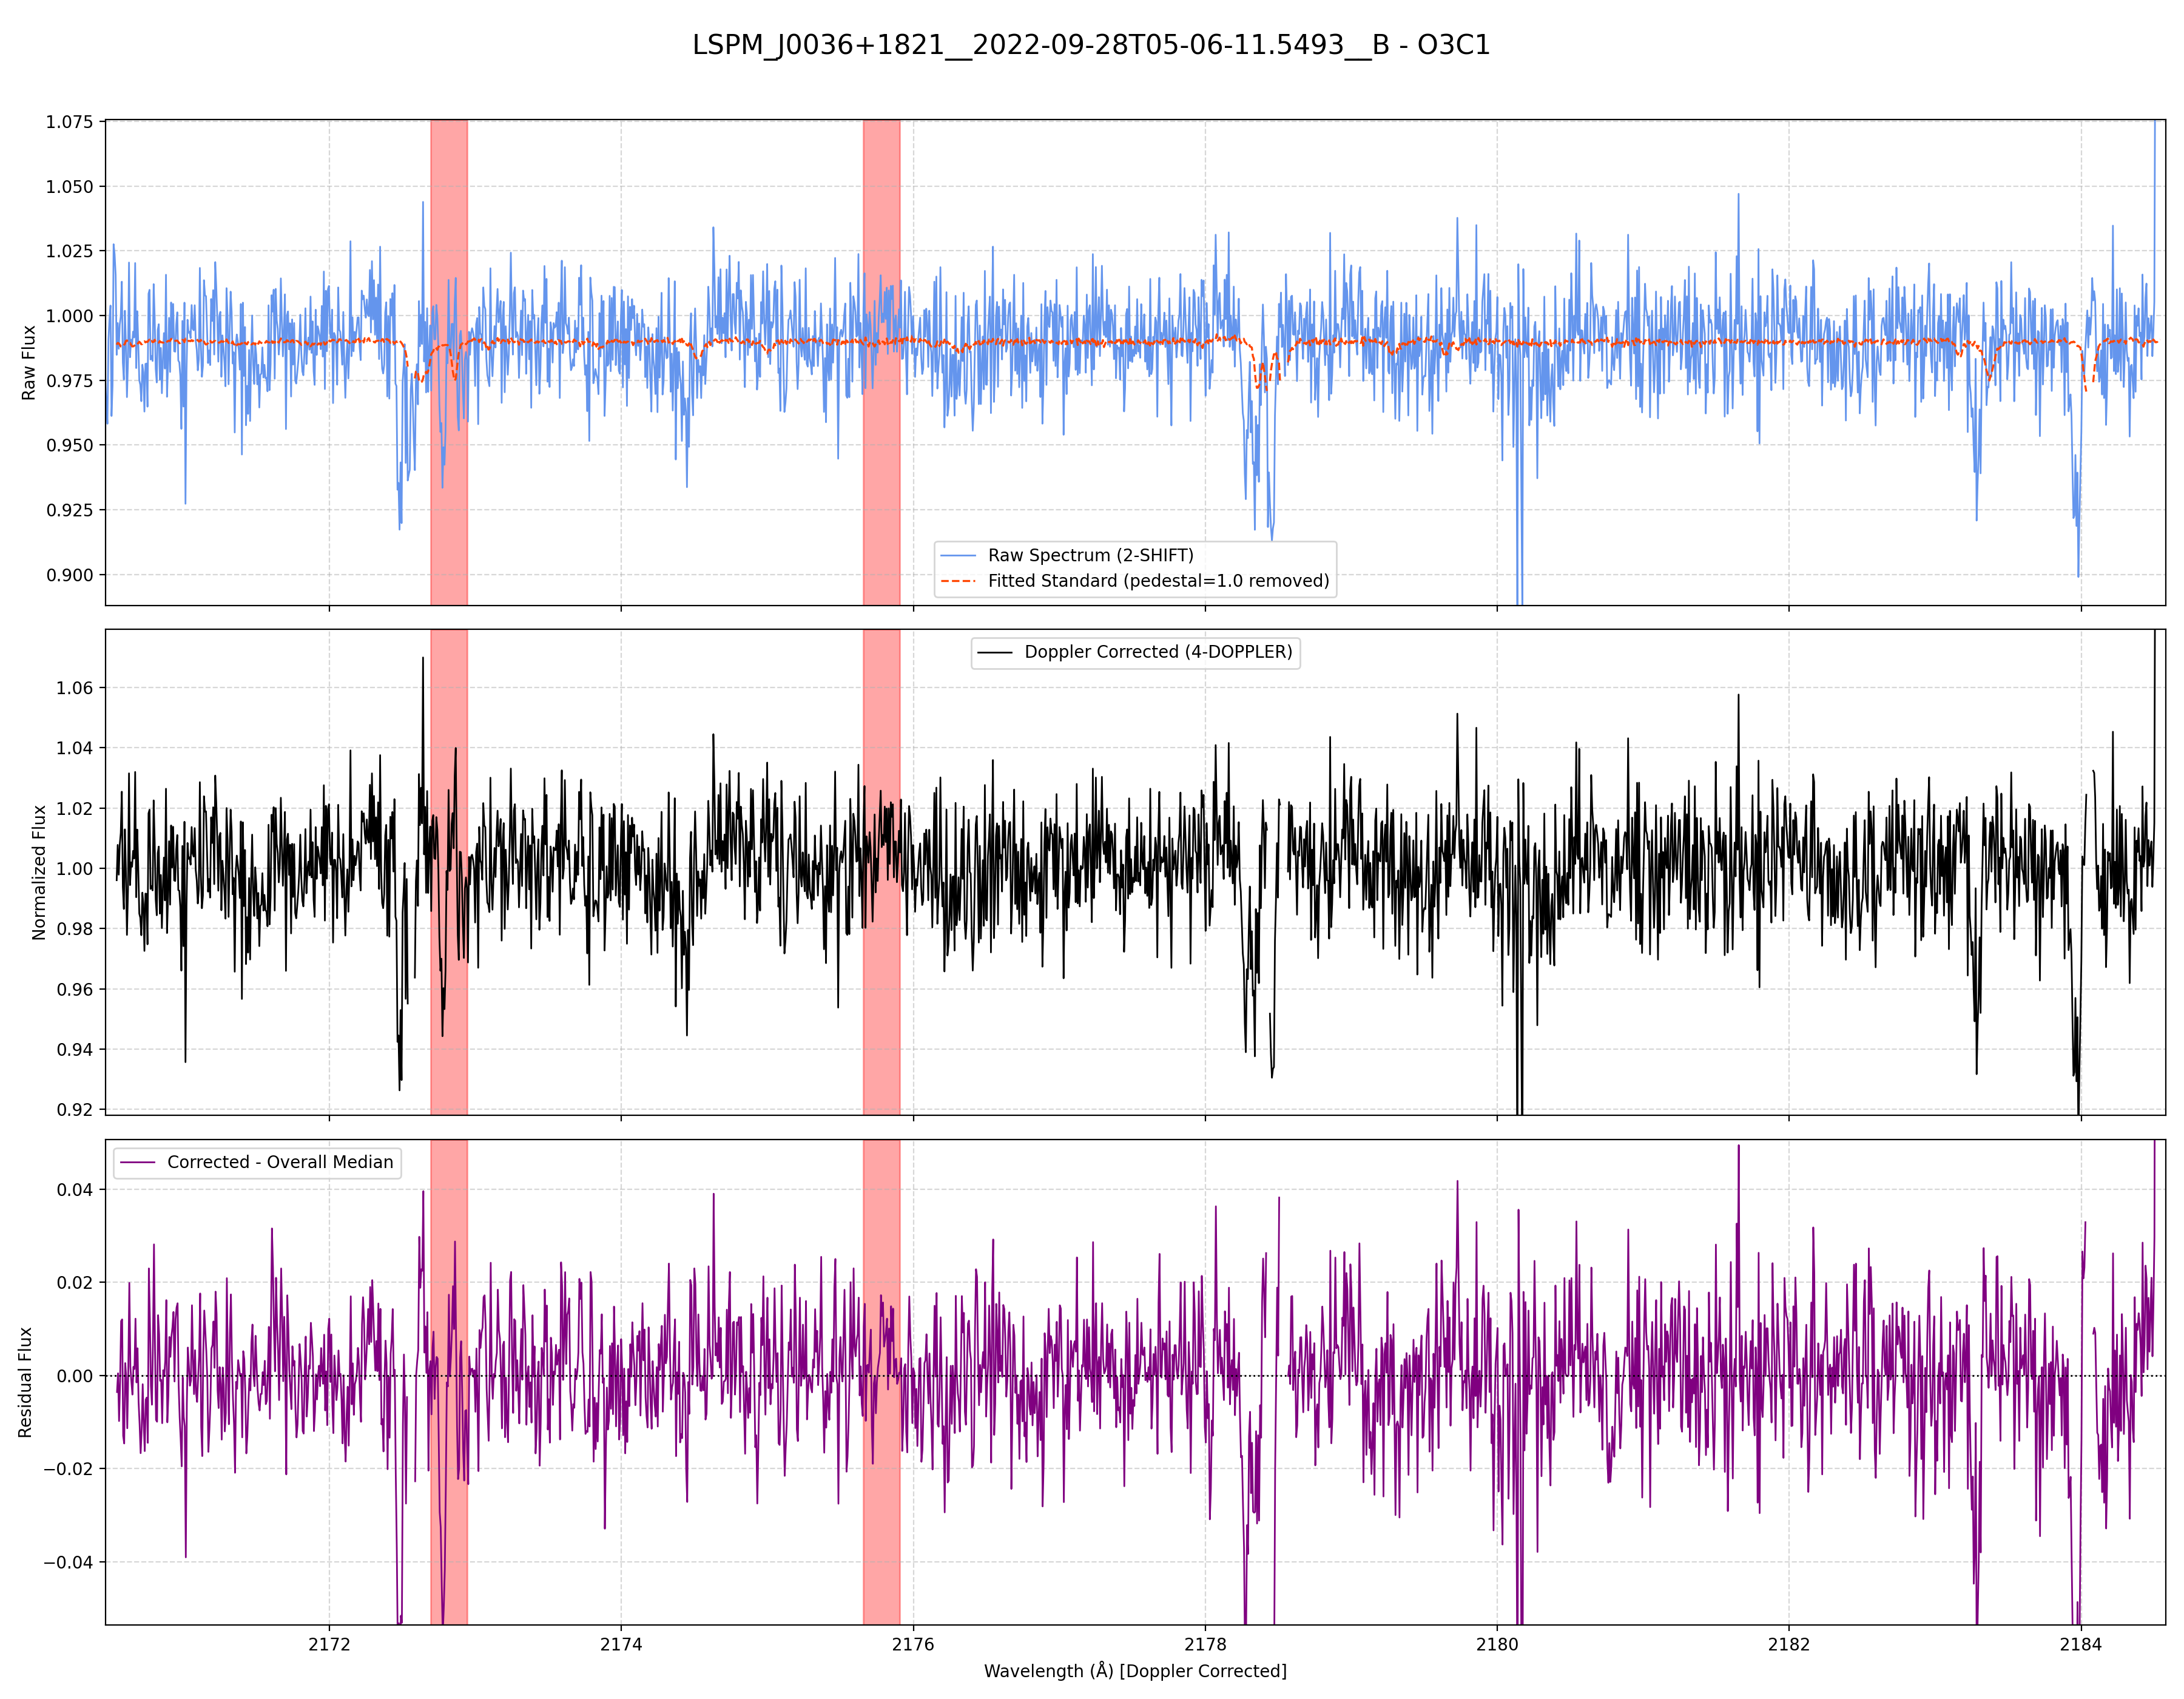 LSPM_J0036+1821__2022-09-28T05-06-11.5493__B - O3C1
1.075
1.050
1.025
1.000
0.975
0.950
0.925
0.900
Raw Flux
Raw Spectrum (2-SHIFT)
Fitted Standard (pedestal=1.0 removed)
1.06
1.04
1.02
1.00
0.98
0.96
0.94
0.92
Normalized Flux
Doppler Corrected (4-DOPPLER)
0.04
0.02
0.00
−0.02
−0.04
Residual Flux
Corrected - Overall Median
2172 2174 2176 2178 2180 2182 2184
Wavelength (Å) [Doppler Corrected]